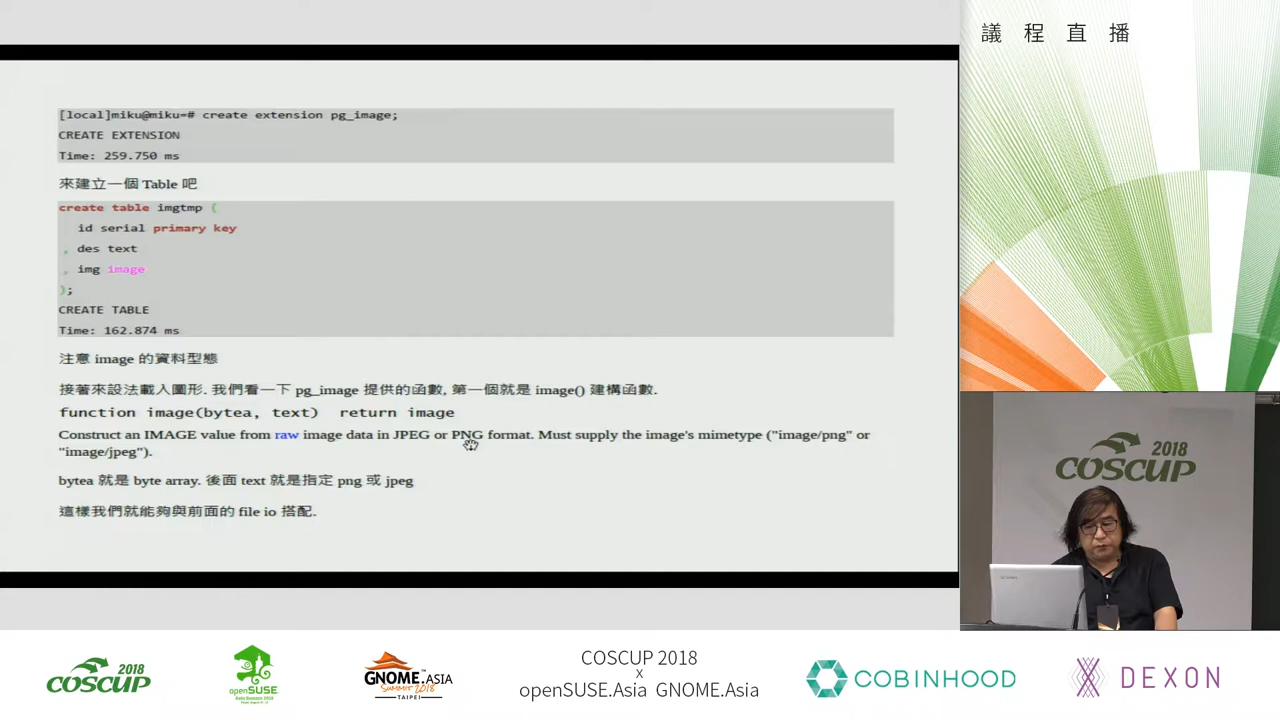 議程直播
[local]miku@miku=# create extension pg_image;
CREATE EXTENSION
Time: 259.750 ms
來建立一個 Table 吧
create table imgtmp (
id serial primary key
, des text
, img image
);
CREATE TABLE
Time: 162.874 ms
注意 image 的資料型態
接著來設法載入圖形. 我們看一下 pg_image 提供的函數, 第一個就是 image() 建構函數.
function image(bytea, text) return image
Construct an IMAGE value from raw image data in JPEG or PNG format. Must supply the image's mimetype ("image/png" or
"image/jpeg").
bytea 就是 byte array. 後面 text 就是指定 png 或 jpeg
這樣我們就能夠與前面的 file io 搭配.
COSCUP
2018
COSCUP
openSUSE
GNOME.ASIA
SUMMIT 2018
TAIPEI
COSCUP 2018
x
openSUSE.Asia GNOME.Asia
COBINHOOD
DEXON